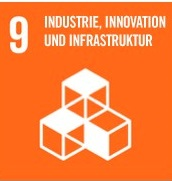 9 INDUSTRIE, INNOVATION
UND INFRASTRUKTUR